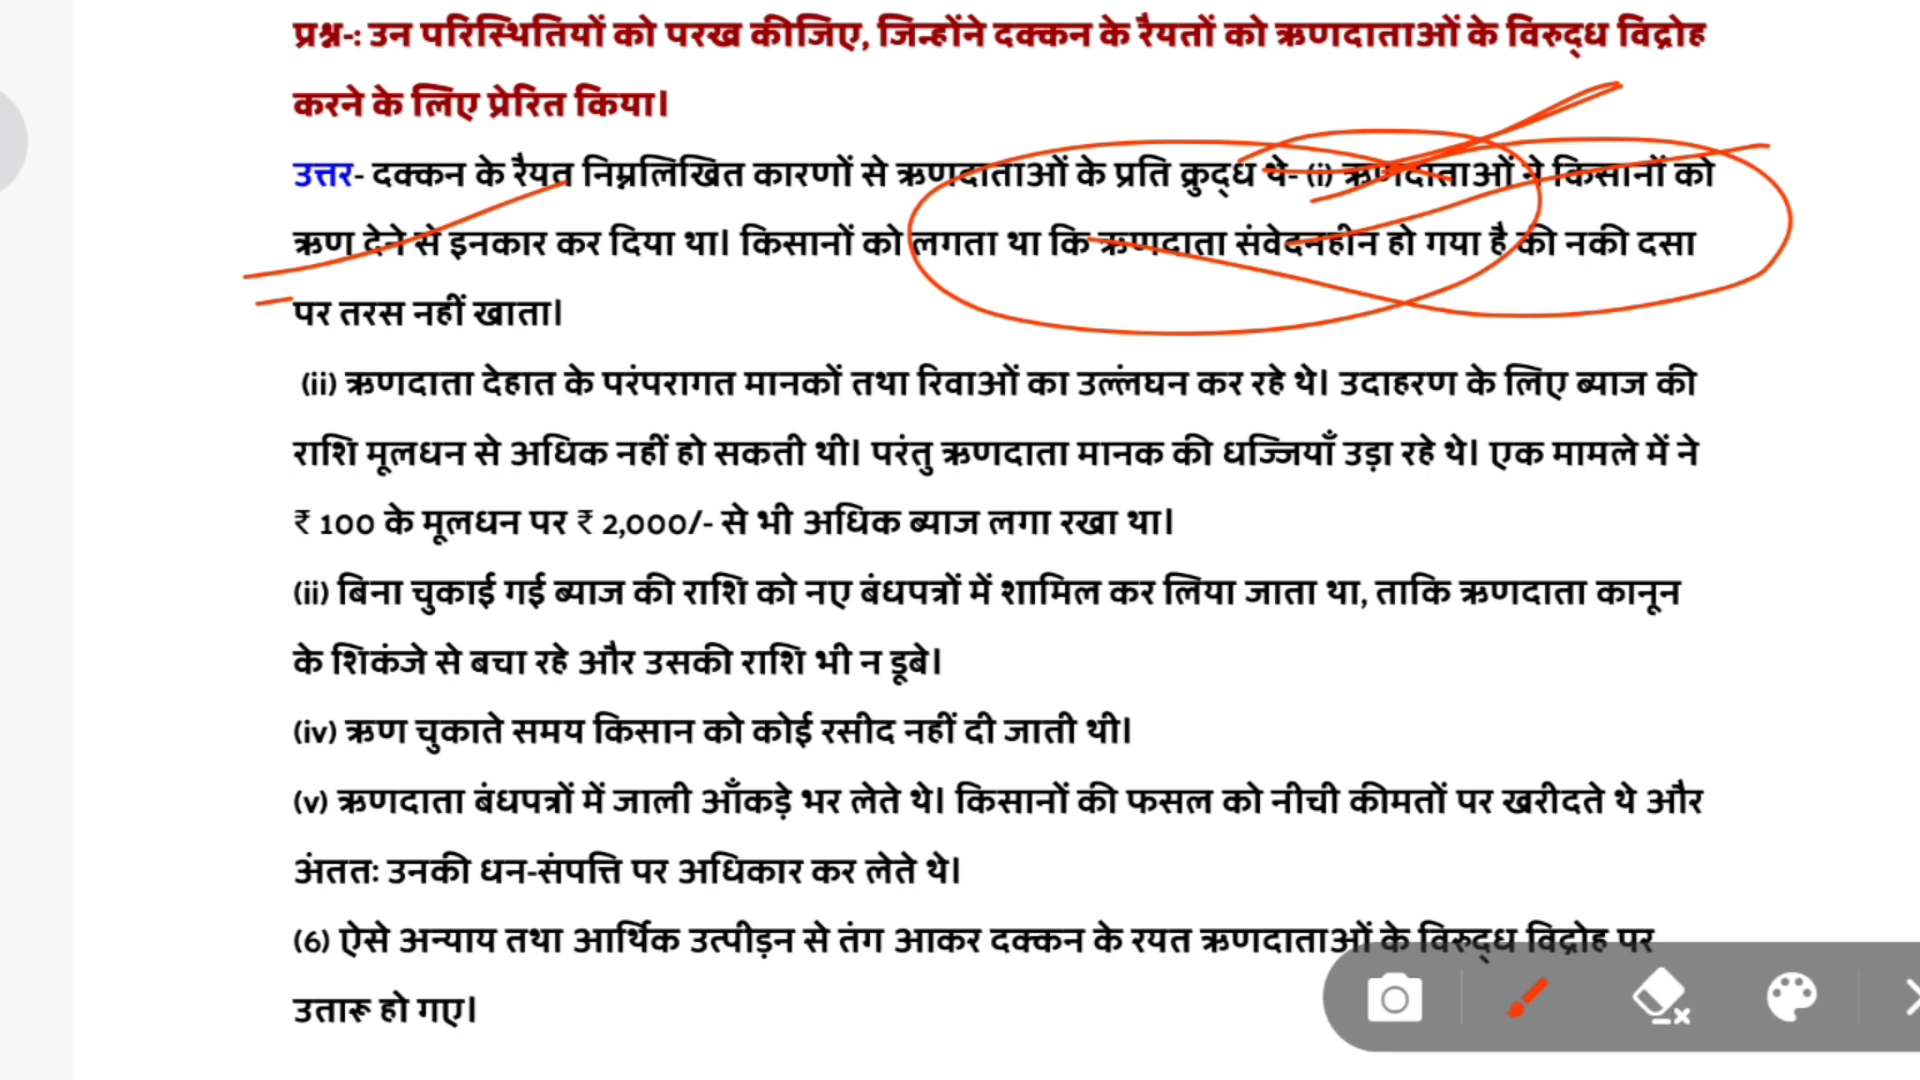 प्रश्न-: उन परिस्थितियों को परख कीजिए, जिन्होंने दक्कन के रैयतों को ऋणदाताओं के विरुद्ध विद्रोह
करने के लिए प्रेरित किया।
उत्तर- दक्कन के रैयत निम्नलिखित कारणों से ऋणदाताओं के प्रति क्रुद्ध थे- (i) ऋणदाताओं ने किसानों को
ऋण देने से इनकार कर दिया था। किसानों को लगता था कि ऋणदाता संवेदनहीन हो गया है की नकी दसा
पर तरस नहीं खाता।
(ii) ऋणदाता देहात के परंपरागत मानकों तथा रिवाओं का उल्लंघन कर रहे थे। उदाहरण के लिए ब्याज की
राशि मूलधन से अधिक नहीं हो सकती थी। परंतु ऋणदाता मानक की धज्जियाँ उड़ा रहे थे। एक मामले में ने
₹ 100 के मूलधन पर ₹ 2,000/- से भी अधिक ब्याज लगा रखा था।
(ii) बिना चुकाई गई ब्याज की राशि को नए बंधपत्रों में शामिल कर लिया जाता था, ताकि ऋणदाता कानून
के शिकंजे से बचा रहे और उसकी राशि भी न डूबे।
(iv) ऋण चुकाते समय किसान को कोई रसीद नहीं दी जाती थी।
(v) ऋणदाता बंधपत्रों में जाली आँकड़े भर लेते थे। किसानों की फसल को नीची कीमतों पर खरीदते थे और
अंततः उनकी धन-संपत्ति पर अधिकार कर लेते थे।
(6) ऐसे अन्याय तथा आर्थिक उत्पीड़न से तंग आकर दक्कन के रयत ऋणदाताओं के विरुद्ध विद्रोह पर
उतारू हो गए।